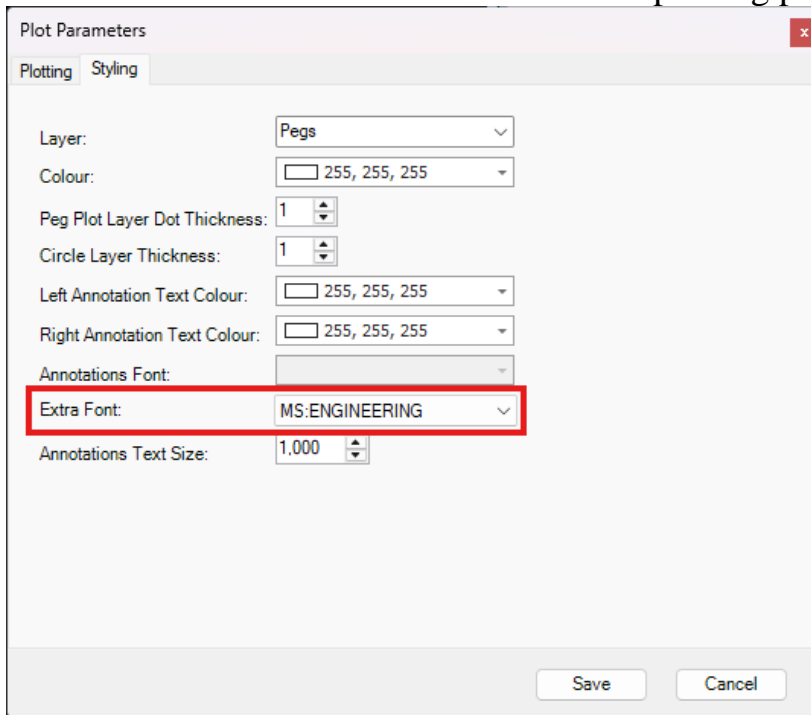 Plot Parameters
x
Plotting Styling
Layer: Pegs
Colour: 255, 255, 255
Peg Plot Layer Dot Thickness: 1
Circle Layer Thickness: 1
Left Annotation Text Colour: 255, 255, 255
Right Annotation Text Colour: 255, 255, 255
Annotations Font:
Extra Font: MS:ENGINEERING
Annotations Text Size: 1,000
Save Cancel